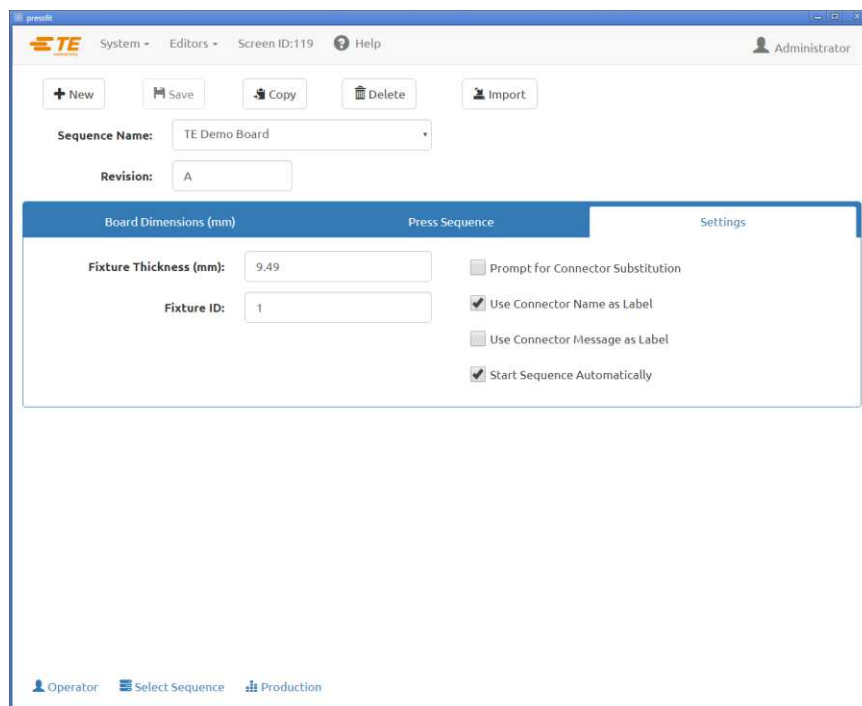 pressfit
TE System Editors Screen ID:119 Help Administrator
New Save Copy Delete Import
Sequence Name: TE Demo Board
Revision: A
Board Dimensions (mm) Press Sequence Settings
Fixture Thickness (mm): 9.49 Prompt for Connector Substitution
Fixture ID: 1 Use Connector Name as Label
Use Connector Message as Label
Start Sequence Automatically
Operator Select Sequence Production